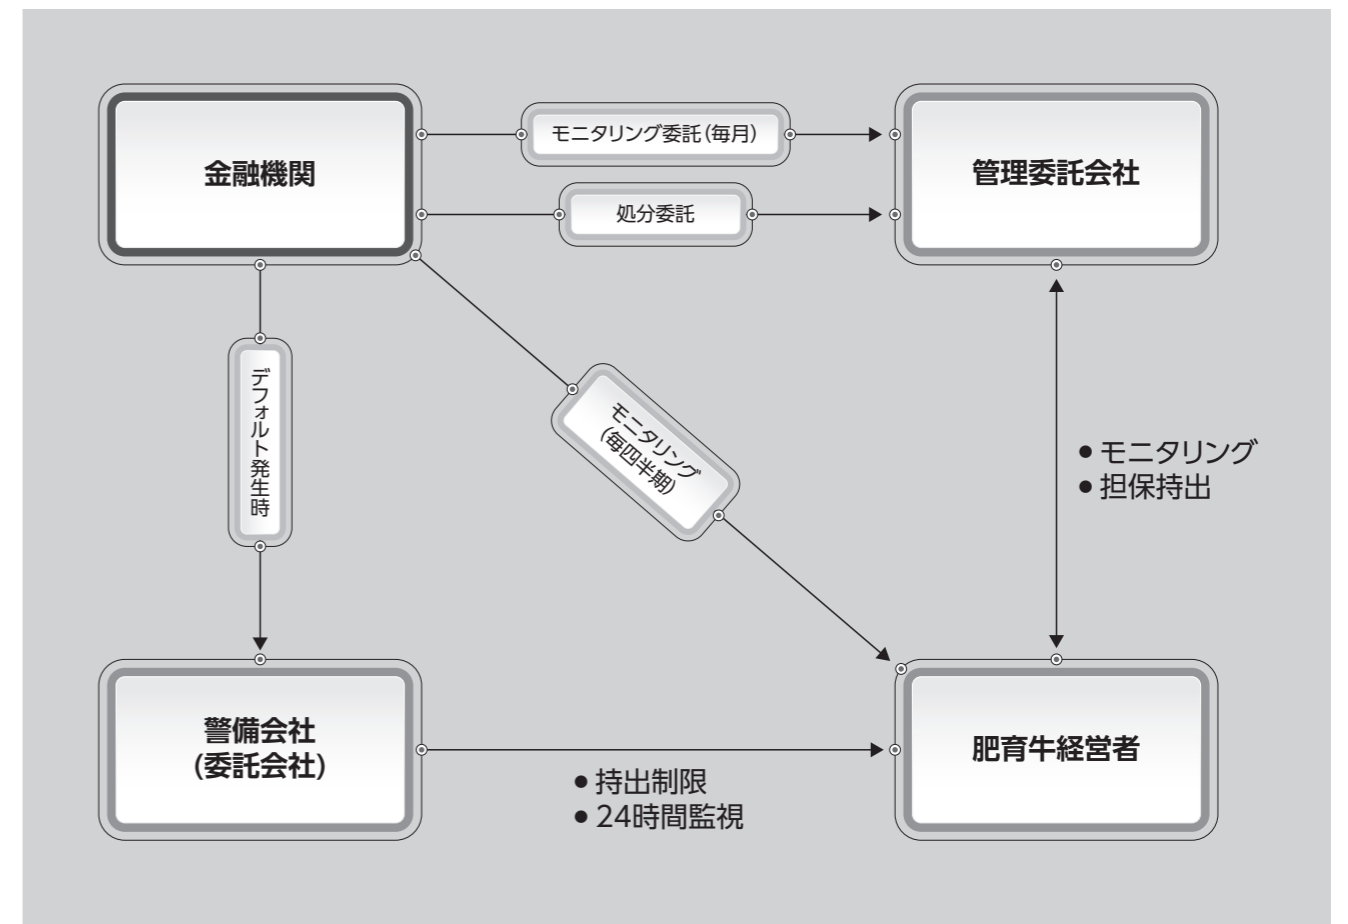 金融機関
モニタリング委託(毎月)
処分委託
管理委託会社
デフォルト発生時
モニタリング
(毎四半期)
● モニタリング
● 担保持出
警備会社
(委託会社)
● 持出制限
● 24時間監視
肥育牛経営者